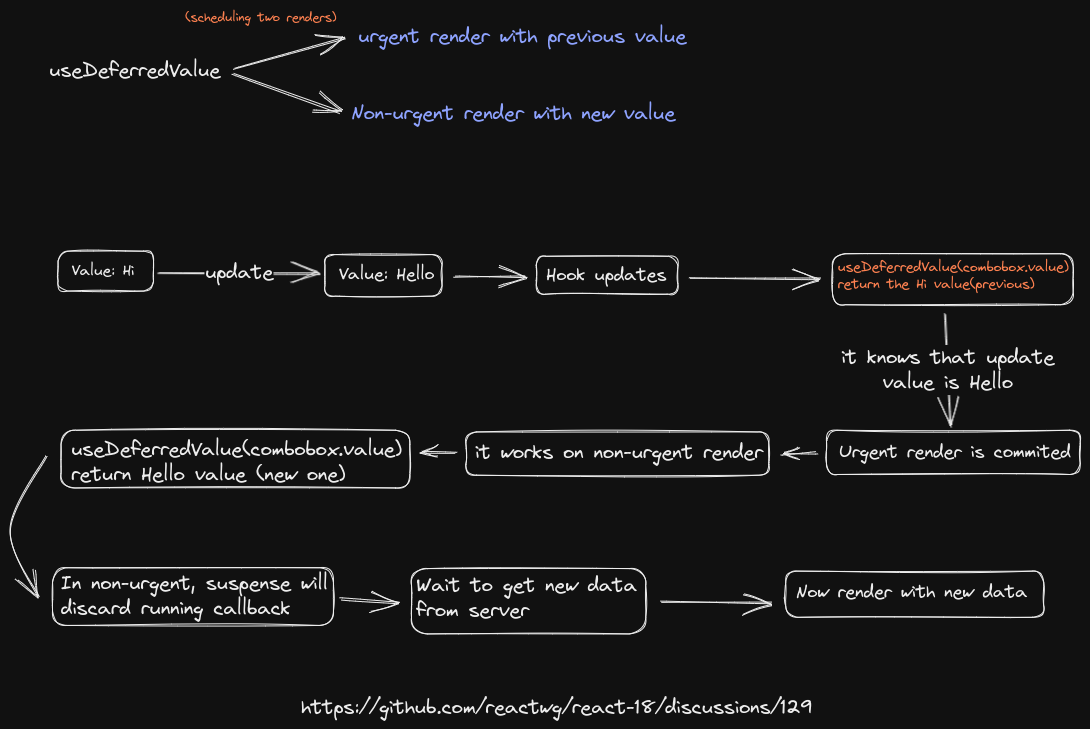 (scheduling two renders)
urgent render with previous value
useDeferredValue
Non-urgent render with new value
Value: Hi
update
Value: Hello
Hook updates
useDeferredValue(combobox.value)
return the Hi value(previous)
it knows that update
value is Hello
Urgent render is commited
it works on non-urgent render
useDeferredValue(combobox.value)
return Hello value (new one)
In non-urgent, suspense will
discard running callback
Wait to get new data
from server
Now render with new data
https://github.com/reactwg/react-18/discussions/129